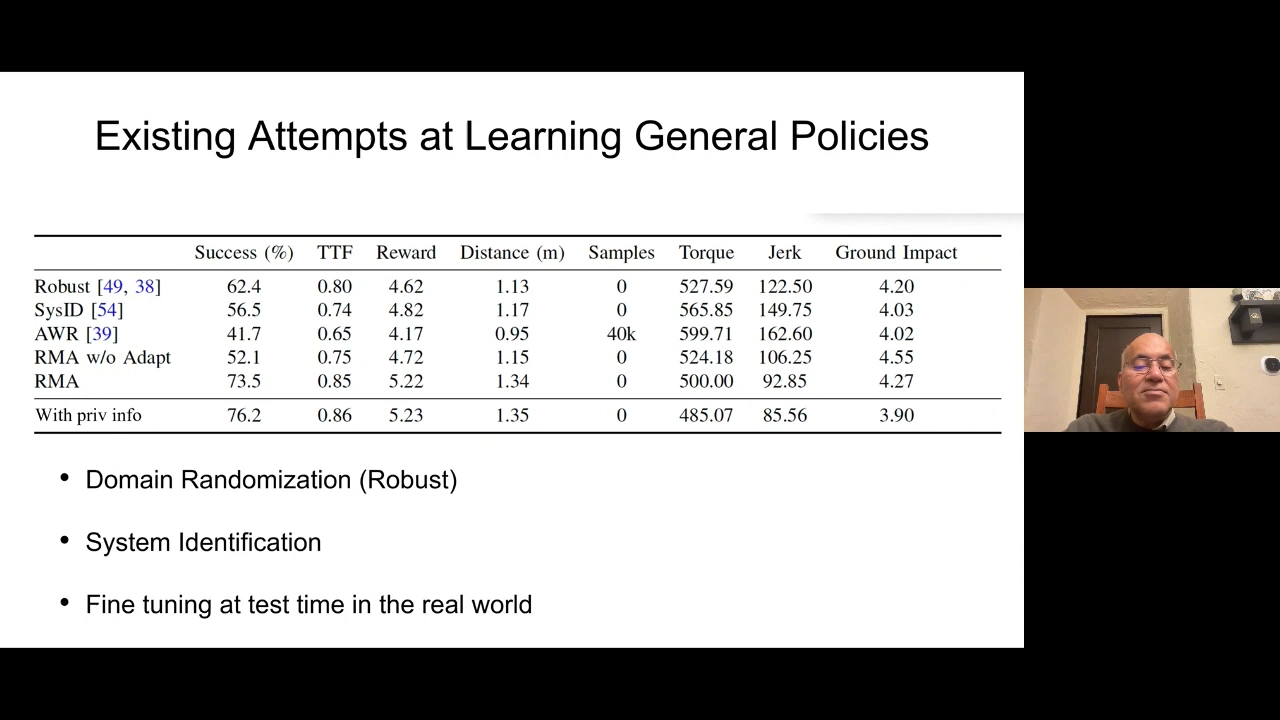 Existing Attempts at Learning General Policies
Success (%) TTF Reward Distance (m) Samples Torque Jerk Ground Impact
Robust [49, 38] 62.4 0.80 4.62 1.13 0 527.59 122.50 4.20
SysID [54] 56.5 0.74 4.82 1.17 0 565.85 149.75 4.03
AWR [39] 41.7 0.65 4.17 0.95 40k 599.71 162.60 4.02
RMA w/o Adapt 52.1 0.75 4.72 1.15 0 524.18 106.25 4.55
RMA 73.5 0.85 5.22 1.34 0 500.00 92.85 4.27
With priv info 76.2 0.86 5.23 1.35 0 485.07 85.56 3.90
• Domain Randomization (Robust)
• System Identification
• Fine tuning at test time in the real world